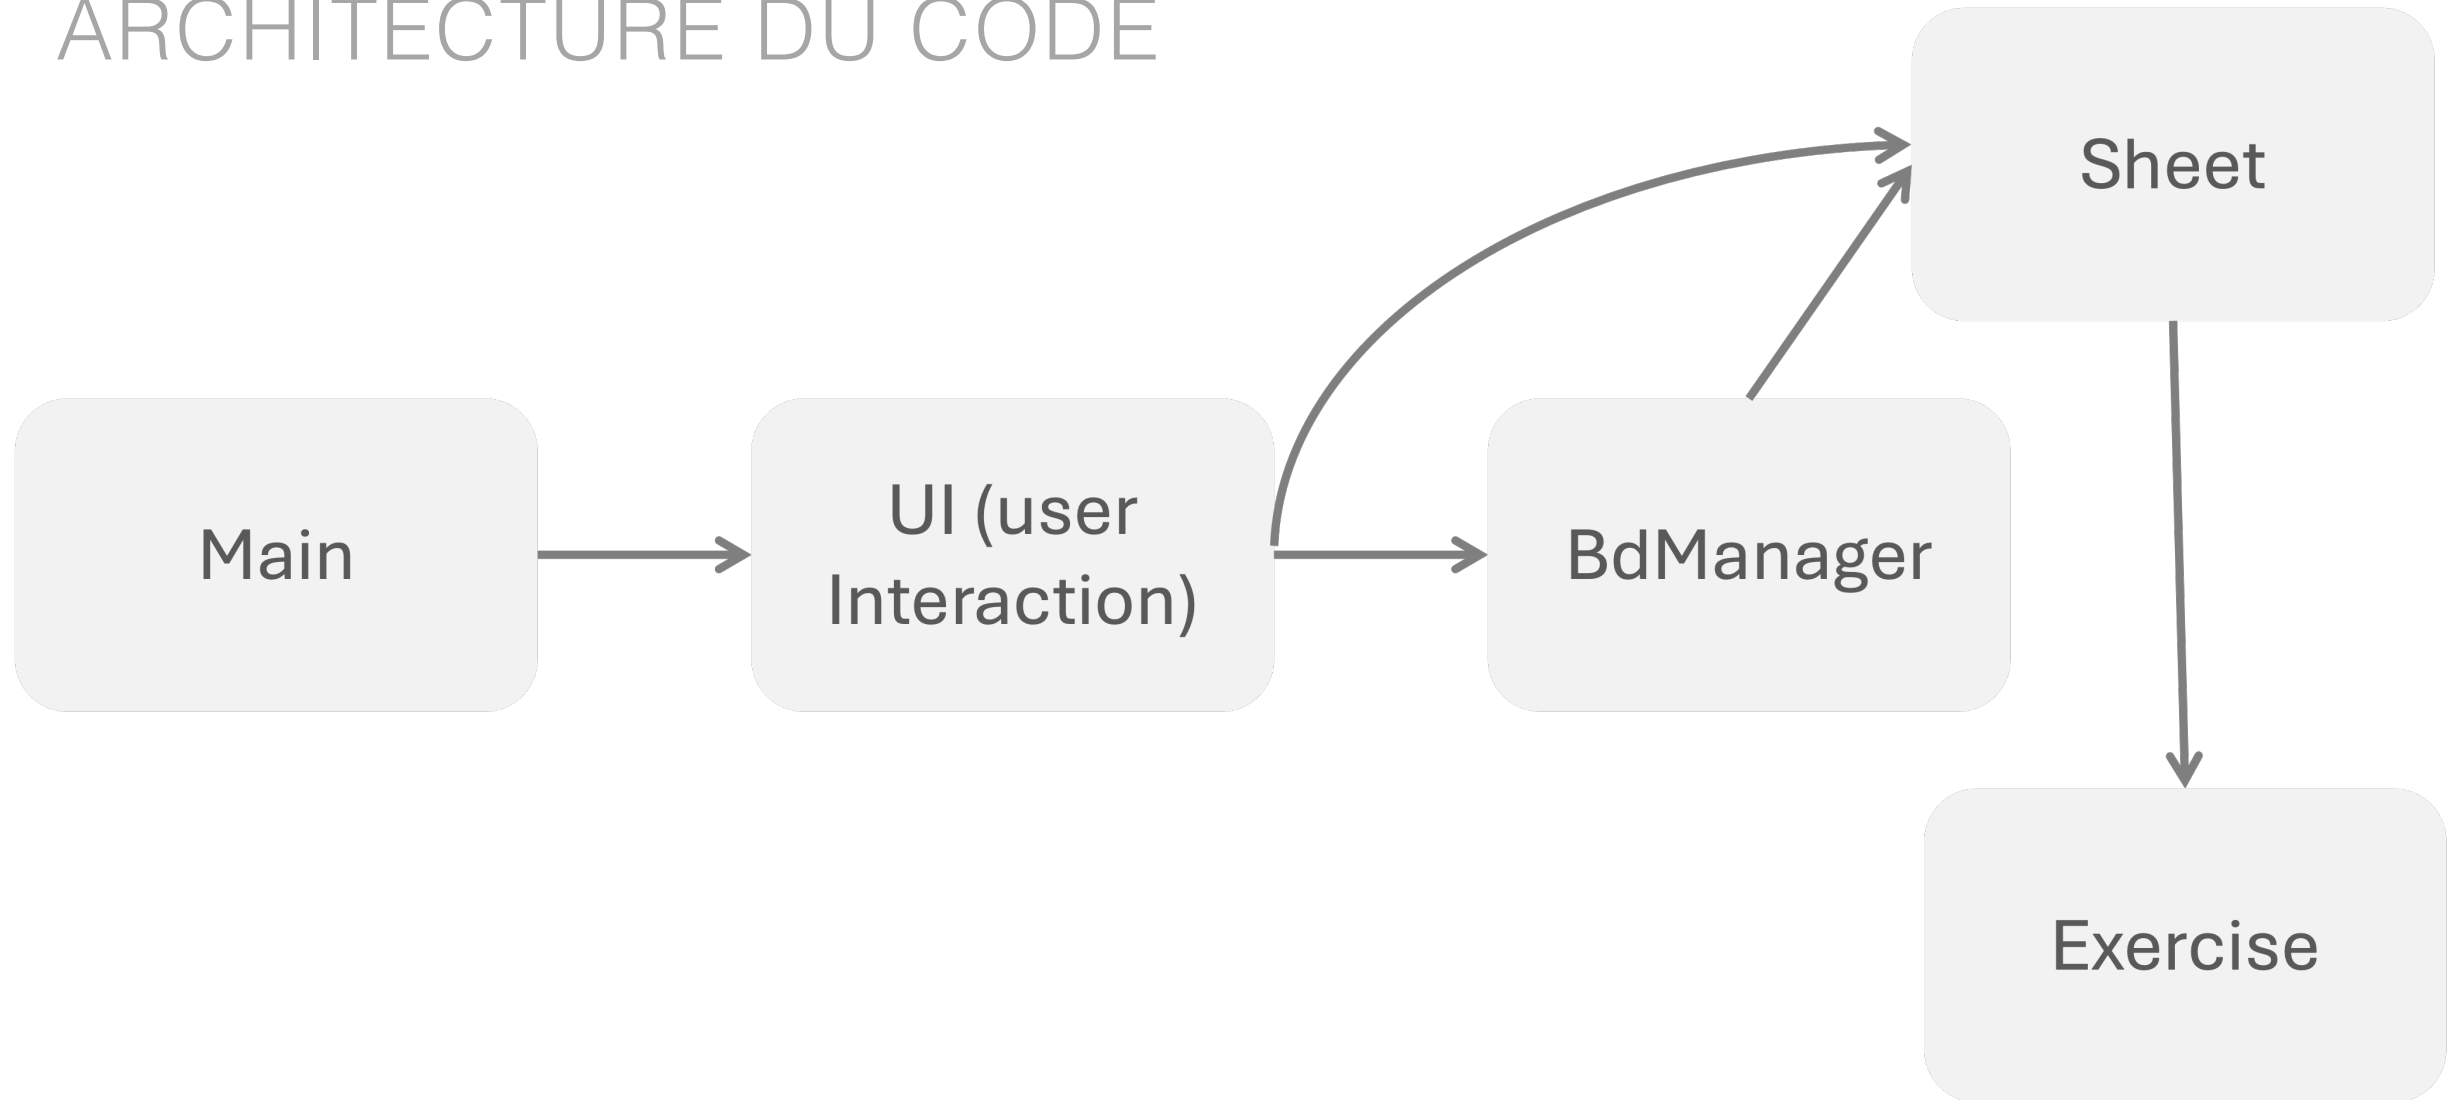 ARCHITECTURE DU CODE
Sheet
Main
UI (user
Interaction)
BdManager
Exercise